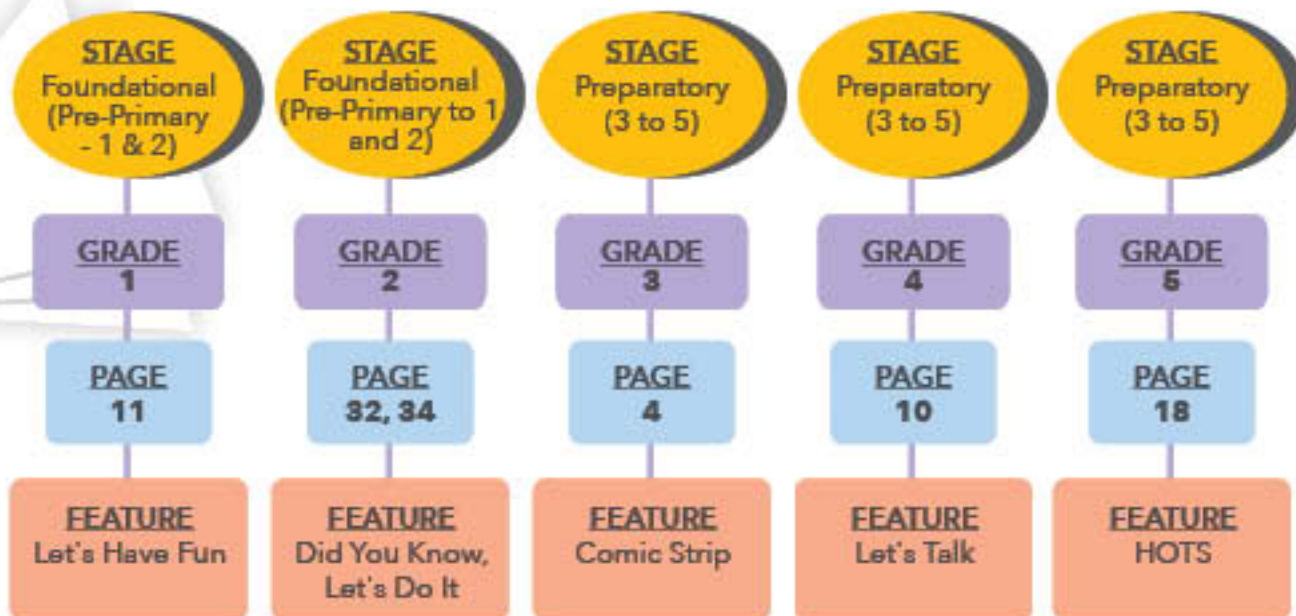 STAGE
Foundational
(Pre-Primary
- 1 & 2)
GRADE
1
PAGE
11
FEATURE
Let's Have Fun
STAGE
Foundational
(Pre-Primary to 1
and 2)
GRADE
2
PAGE
32, 34
FEATURE
Did You Know,
Let's Do It
STAGE
Preparatory
(3 to 5)
GRADE
3
PAGE
4
FEATURE
Comic Strip
STAGE
Preparatory
(3 to 5)
GRADE
4
PAGE
10
FEATURE
Let's Talk
STAGE
Preparatory
(3 to 5)
GRADE
5
PAGE
18
FEATURE
HOTS